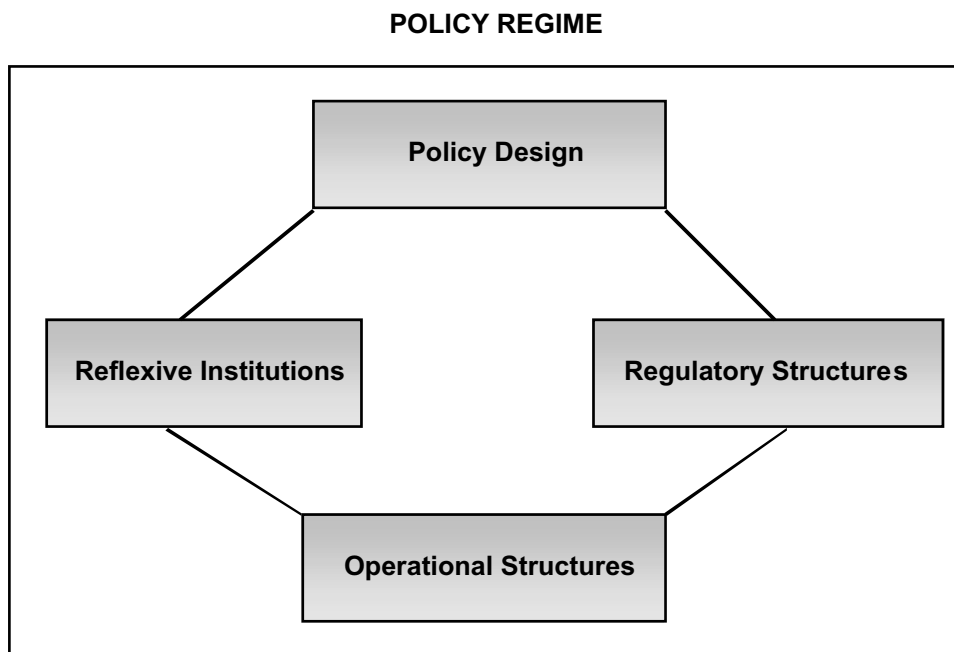 POLICY REGIME
Policy Design
Reflexive Institutions
Regulatory Structures
Operational Structures